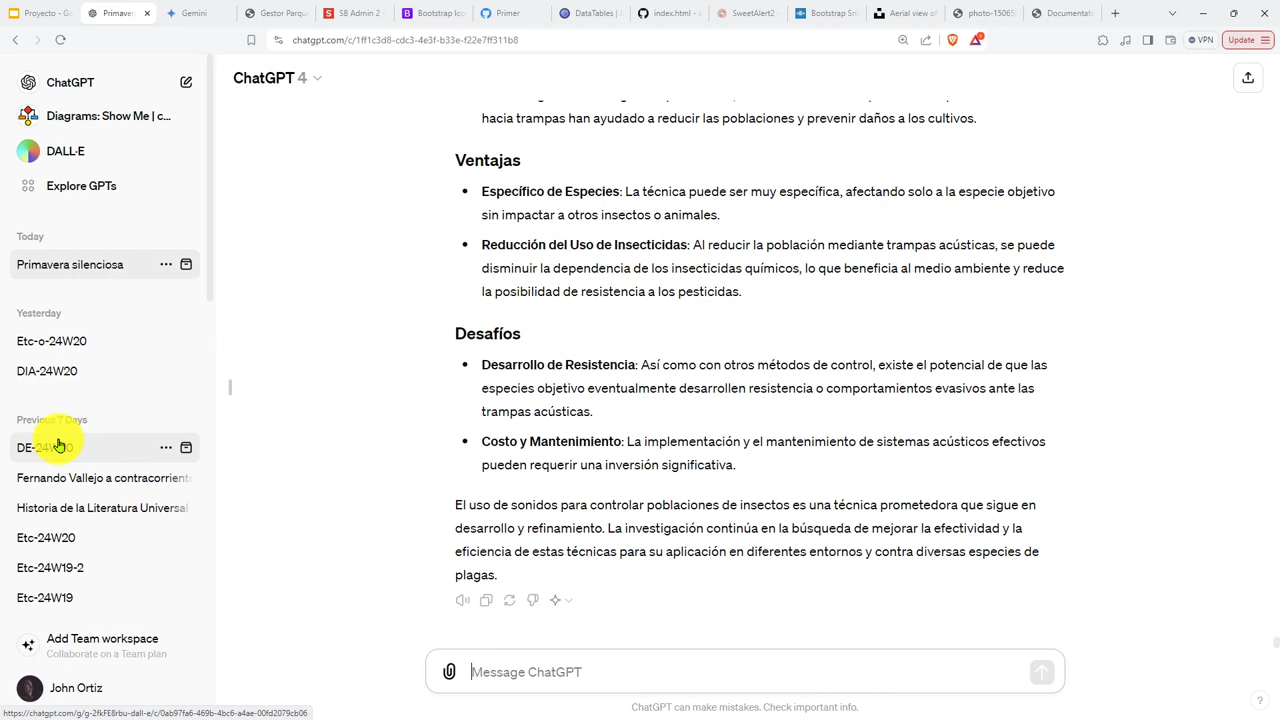 Proyecto - G
Primaver
Gemini
Gestor Parqu
SB Admin 2 -
Bootstrap Ico
Primer
DataTables |
index.html -
SweetAlert2 -
Bootstrap Sni
Aerial view of
photo-15065
Documentati
chatgpt.com/c/1ff1c3d8-cdc3-4e3f-b33e-f22e7ff311b8
VPN
Update
ChatGPT
Diagrams: Show Me | c...
DALL·E
Explore GPTs
Today
Primavera silenciosa
Yesterday
Etc-o-24W20
DIA-24W20
Previous 7 Days
DE-24W20
Fernando Vallejo a contracorriente
Historia de la Literatura Universal
Etc-24W20
Etc-24W19-2
Etc-24W19
Add Team workspace
Collaborate on a Team plan
John Ortiz
https://chatgpt.com/g/g-2fkFE8rbu-dall-e/c/0ab97fa6-469b-4bc6-a4ae-00fd2079cb06
ChatGPT 4
hacia trampas han ayudado a reducir las poblaciones y prevenir daños a los cultivos.
Ventajas
Específico de Especies: La técnica puede ser muy específica, afectando solo a la especie objetivo
sin impactar a otros insectos o animales.
Reducción del Uso de Insecticidas: Al reducir la población mediante trampas acústicas, se puede
disminuir la dependencia de los insecticidas químicos, lo que beneficia al medio ambiente y reduce
la posibilidad de resistencia a los pesticidas.
Desafíos
Desarrollo de Resistencia: Así como con otros métodos de control, existe el potencial de que las
especies objetivo eventualmente desarrollen resistencia o comportamientos evasivos ante las
trampas acústicas.
Costo y Mantenimiento: La implementación y el mantenimiento de sistemas acústicos efectivos
pueden requerir una inversión significativa.
El uso de sonidos para controlar poblaciones de insectos es una técnica prometedora que sigue en
desarrollo y refinamiento. La investigación continúa en la búsqueda de mejorar la efectividad y la
eficiencia de estas técnicas para su aplicación en diferentes entornos y contra diversas especies de
plagas.
Message ChatGPT
ChatGPT can make mistakes. Check important info.
?